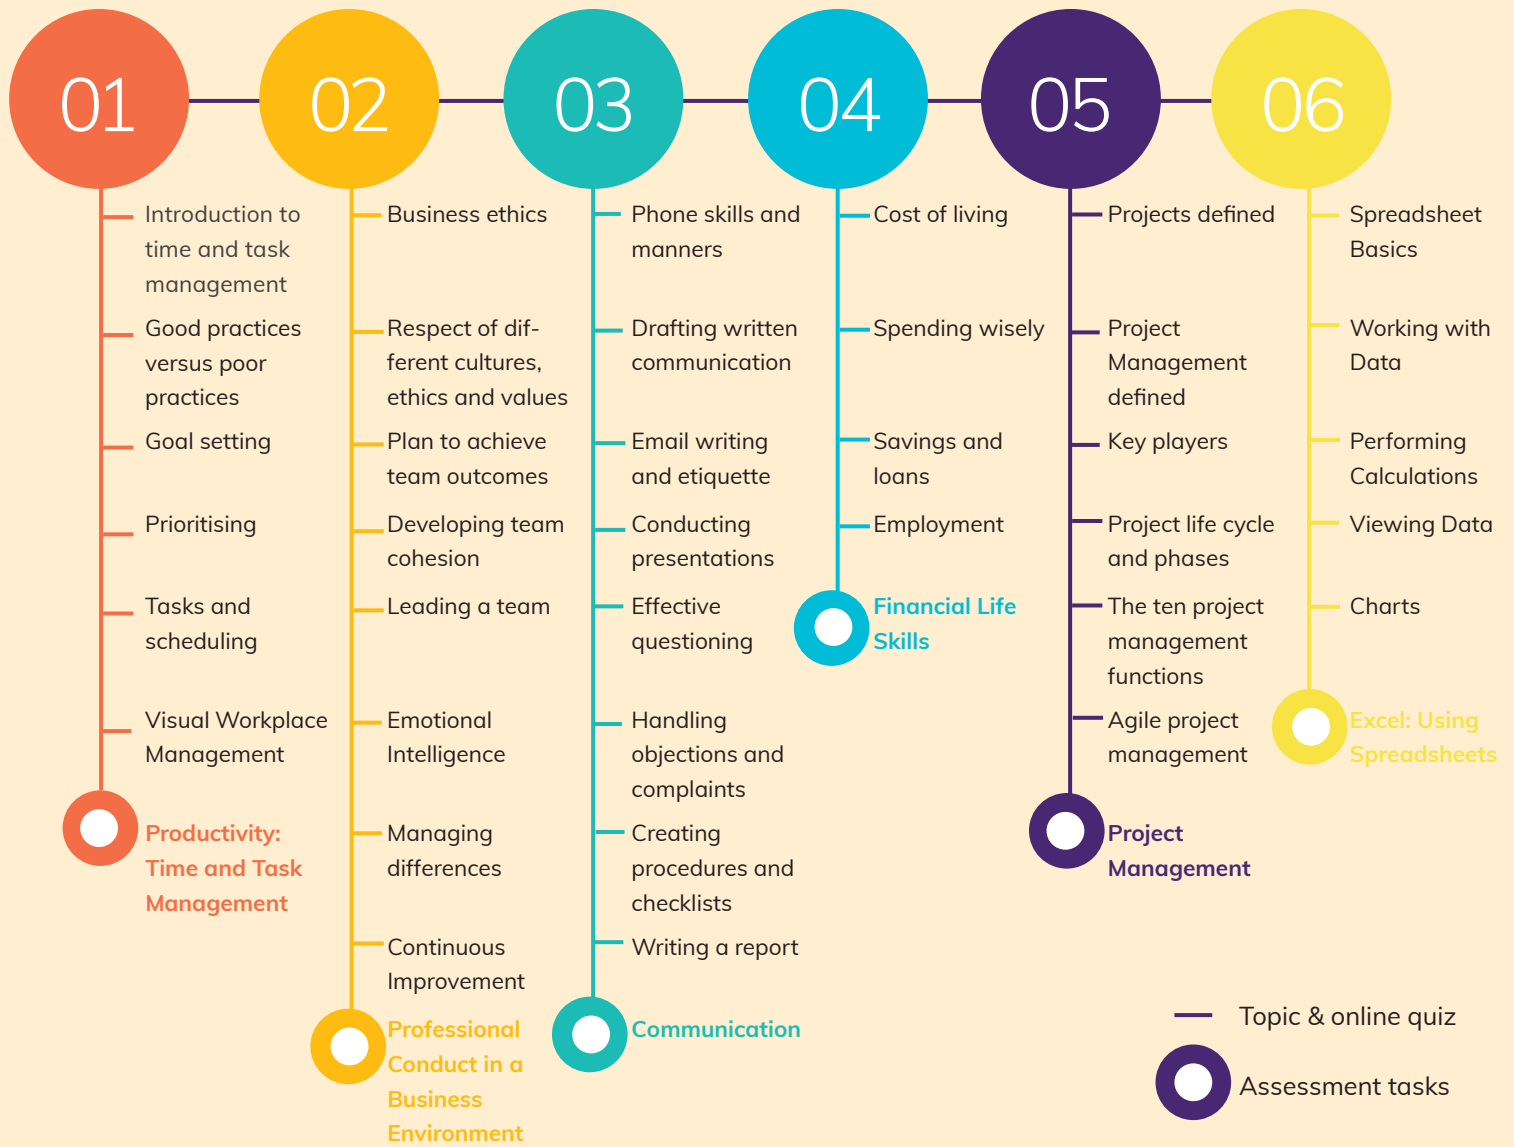 01
02
03
04
05
06
Introduction to
time and task
management
Good practices
versus poor
practices
Goal setting
Prioritising
Tasks and
scheduling
Visual Workplace
Management
Productivity:
Time and Task
Management
Business ethics
Respect of dif-
ferent cultures,
ethics and values
Plan to achieve
team outcomes
Developing team
cohesion
Leading a team
Emotional
Intelligence
Managing
differences
Continuous
Improvement
Professional
Conduct in a
Business
Environment
Phone skills and
manners
Drafting written
communication
Email writing
and etiquette
Conducting
presentations
Effective
questioning
Handling
objections and
complaints
Creating
procedures and
checklists
Writing a report
Communication
Cost of living
Spending wisely
Savings and
loans
Employment
Financial Life
Skills
Projects defined
Project
Management
defined
Key players
Project life cycle
and phases
The ten project
management
functions
Agile project
management
Project
Management
Spreadsheet
Basics
Working with
Data
Performing
Calculations
Viewing Data
Charts
Excel: Using
Spreadsheets
Topic & online quiz
Assessment tasks